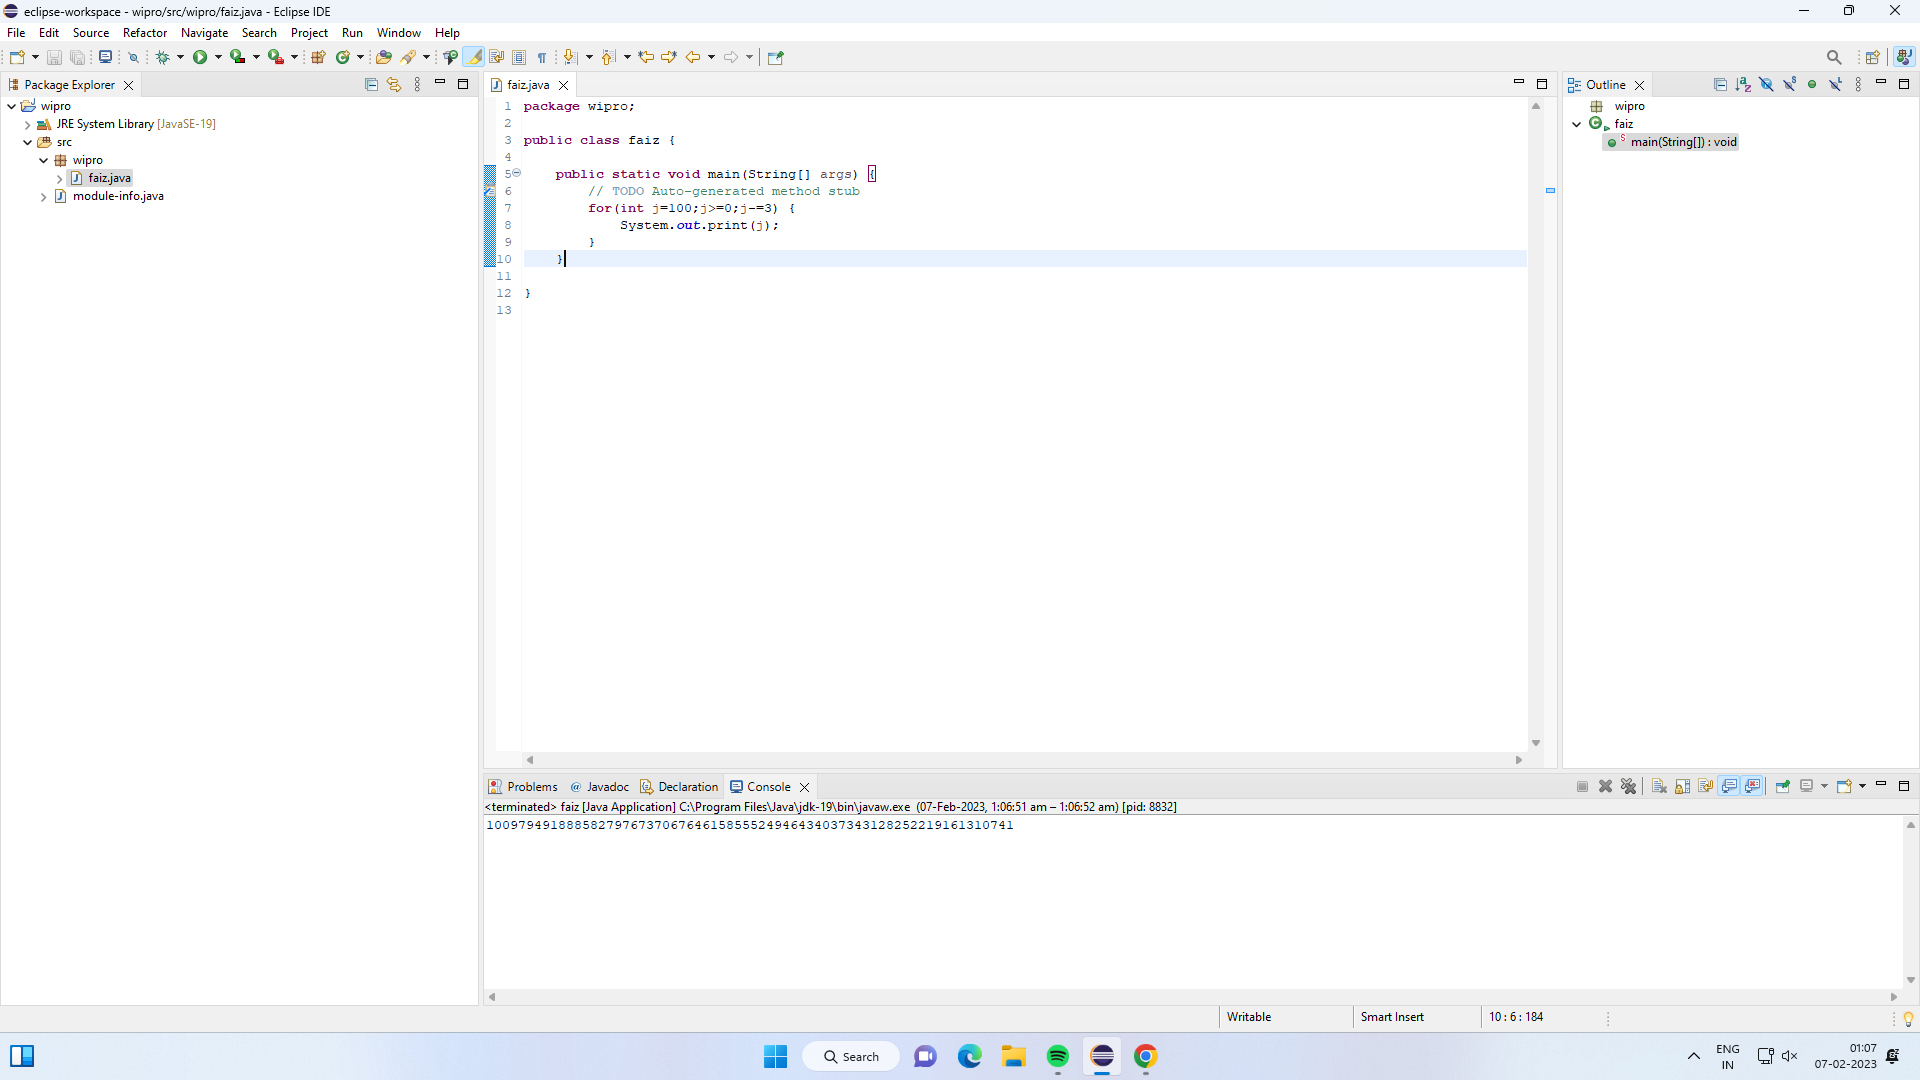 eclipse-workspace - wipro/src/wipro/faiz.java - Eclipse IDE
File Edit Source Refactor Navigate Search Project Run Window Help
Package Explorer
wipro
JRE System Library [JavaSE-19]
src
wipro
faiz.java
module-info.java
faiz.java
1 package wipro;
2
3 public class faiz {
4
5 public static void main(String[] args) {
6 // TODO Auto-generated method stub
7 for(int j=100;j>=0;j-=3) {
8 System.out.print(j);
9 }
10 }
11
12 }
13
Outline
wipro
faiz
main(String[]) : void
Problems Javadoc Declaration Console
<terminated> faiz [Java Application] C:\Program Files\Java\jdk-19\bin\javaw.exe (07-Feb-2023, 1:06:51 am – 1:06:52 am) [pid: 8832]
100979491888582797673706764615855524946434037343128252219161310741
Writable Smart Insert 10 : 6 : 184
Search
ENG
IN
01:07
07-02-2023